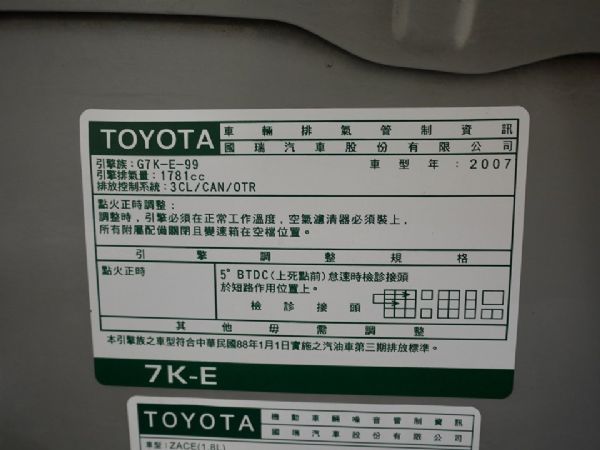 TOYOTA 車輛排氣管制資訊
國瑞汽車股份有限公司
引擎族：G7K-E-99 車型年：2007
引擎排氣量：1781cc
排放控制系統：3CL/CAN/OTR
點火正時調整：
調整時，引擎必須在正常工作溫度，空氣濾清器必須裝上，
所有附屬配備關閉且變速箱在空檔位置。
引擎調整規格
點火正時 5°BTDC(上死點前)怠速時檢診接頭
於短路作用位置上。
檢診接頭
其他毋需調整
本引擎族之車型符合中華民國88年1月1日實施之汽油車第三期排放標準。
7K-E
TOYOTA 機動車輛噪音管制資訊
國瑞汽車股份有限公司
車型：ZACE(1.8L)